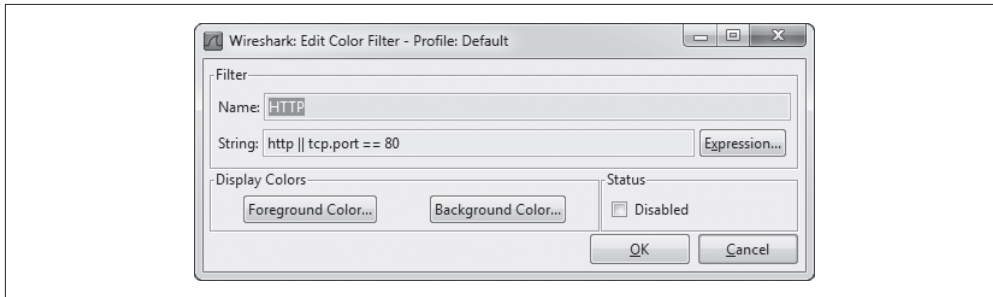 Wireshark: Edit Color Filter - Profile: Default
Filter
Name: HTTP
String: http || tcp.port == 80 Expression...
Display Colors Status
Foreground Color... Background Color... Disabled
OK Cancel